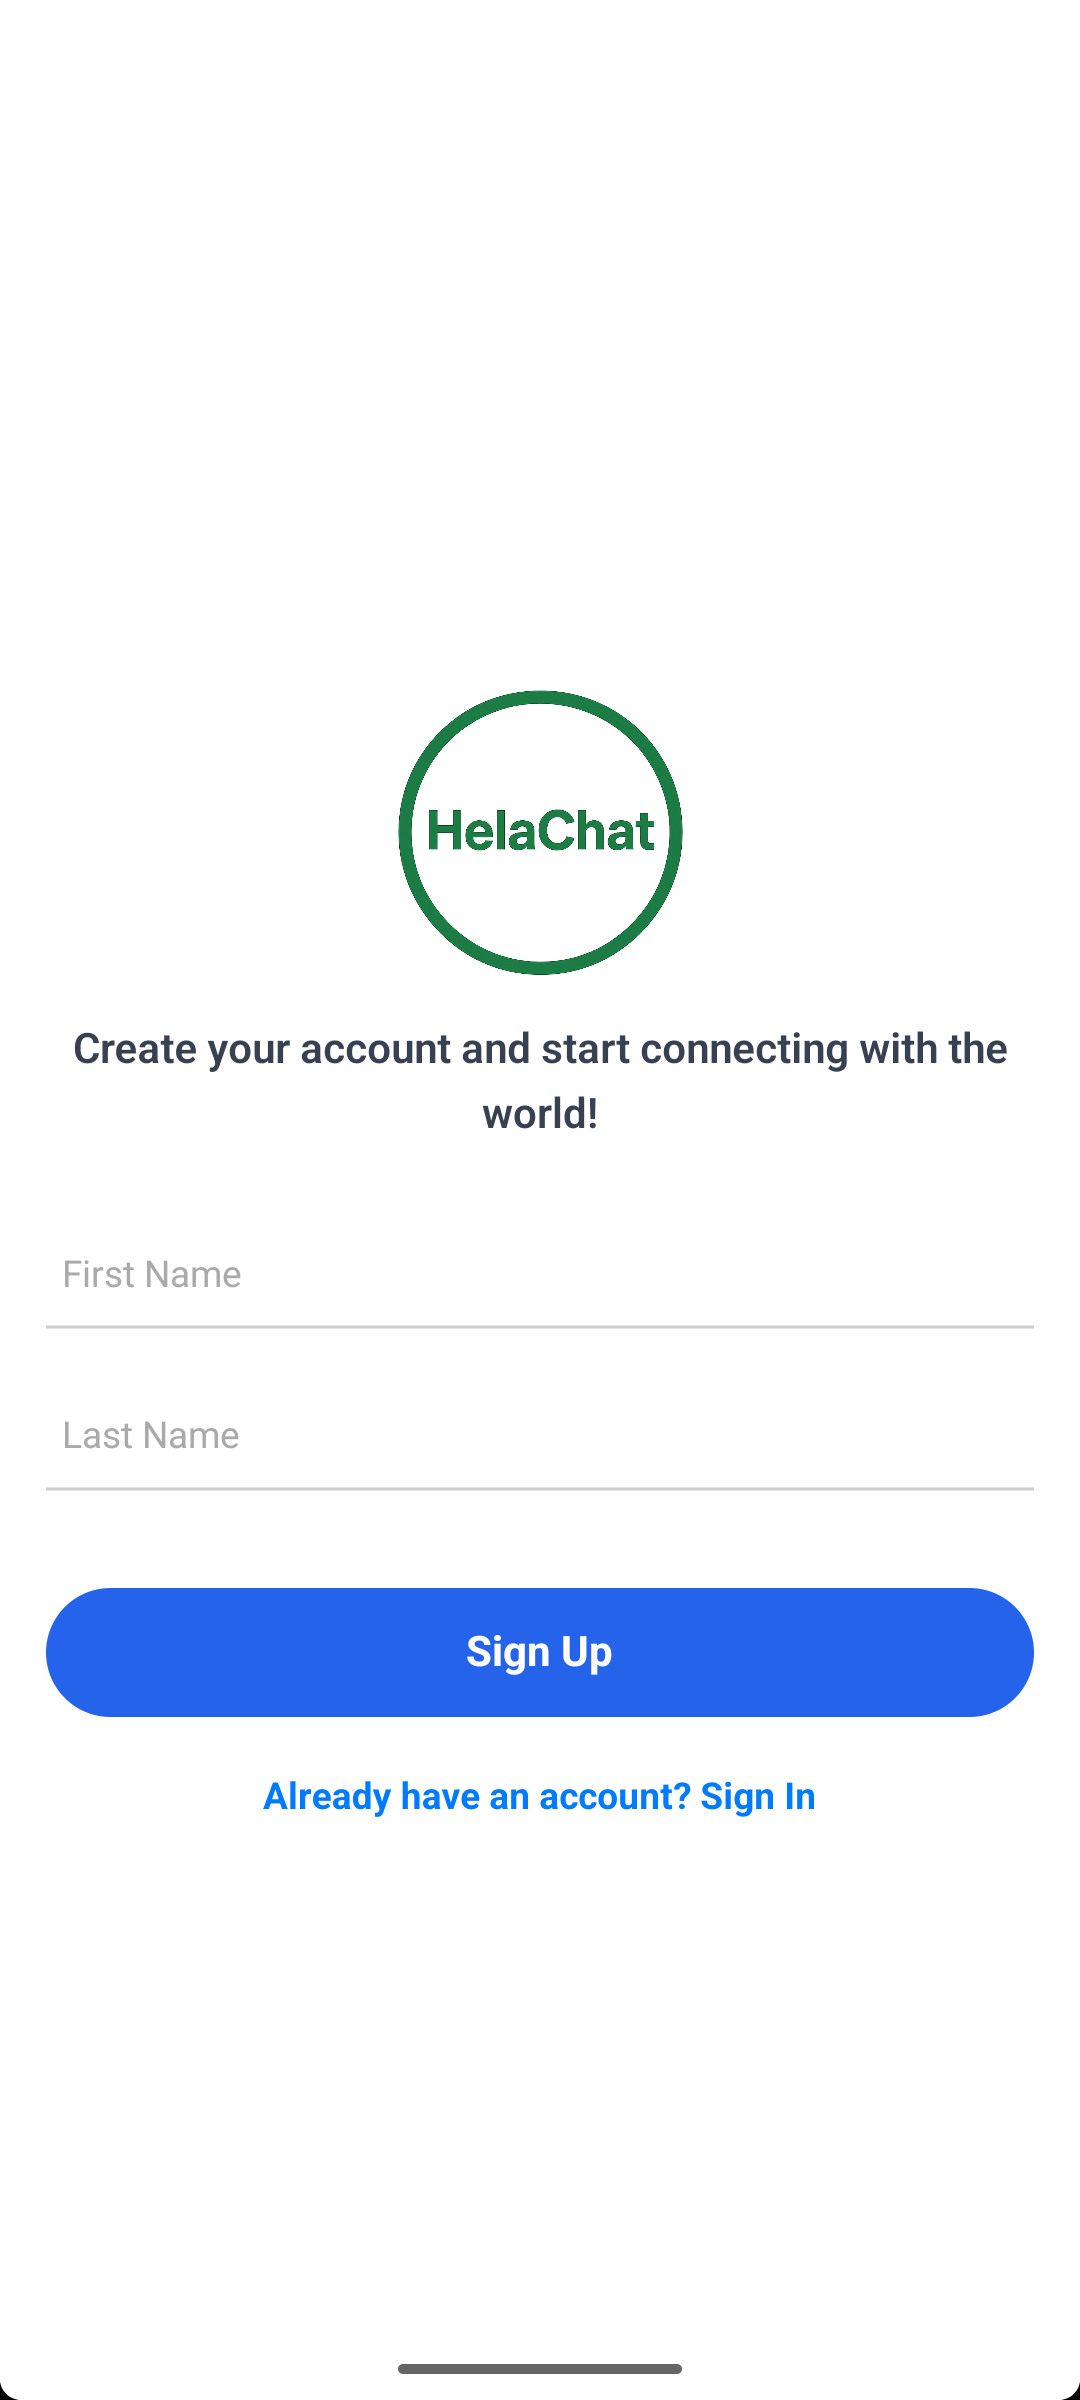 HelaChat
Create your account and start connecting with the
world!
First Name
Last Name
Sign Up
Already have an account? Sign In